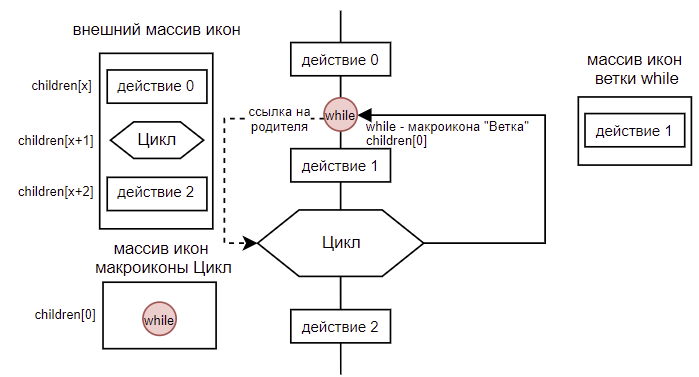 внешний массив икон
children[x]
действие 0
children[x+1]
Цикл
children[x+2]
действие 2
массив икон
макроиконы Цикл
children[0]
while
действие 0
while
ссылка на
родителя
while - макроикона "Ветка"
children[0]
действие 1
Цикл
действие 2
массив икон
ветки while
действие 1